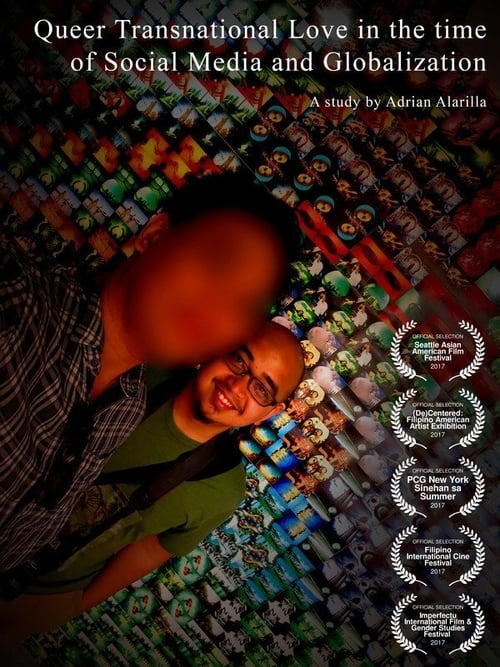 Queer Transnational Love in the time
of Social Media and Globalization
A study by Adrian Alarilla
OFFICIAL SELECTION
Seattle Asian
American Film
Festival
2017
OFFICIAL SELECTION
(De)Centered:
Filipino American
Artist Exhibition
2017
OFFICIAL SELECTION
PCG New York
Sinehan sa
Summer
2017
OFFICIAL SELECTION
Filipino
International Cine
Festival
2017
OFFICIAL SELECTION
Imperfectu
International Film &
Gender Studies
Festival
2017